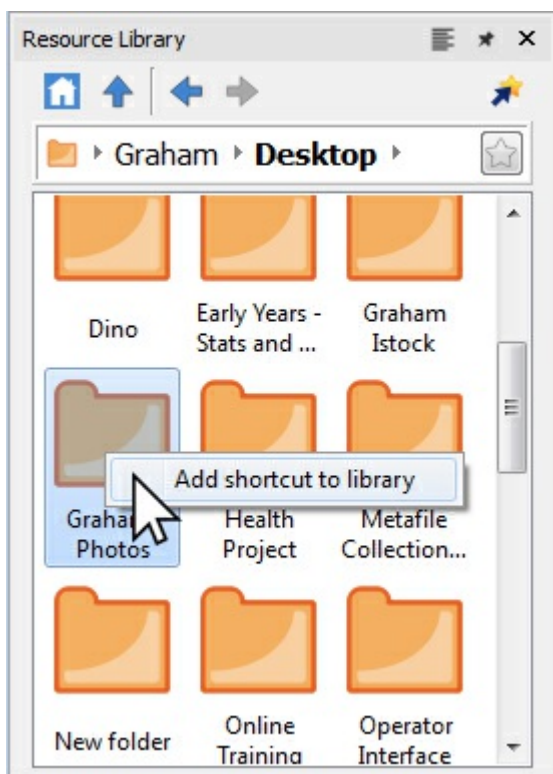 Resource Library
Graham Desktop
Dino
Early Years -
Stats and ...
Graham
Istock
Add shortcut to library
Graham
Photos
Health
Project
Metafile
Collection...
New folder
Online
Training
Operator
Interface